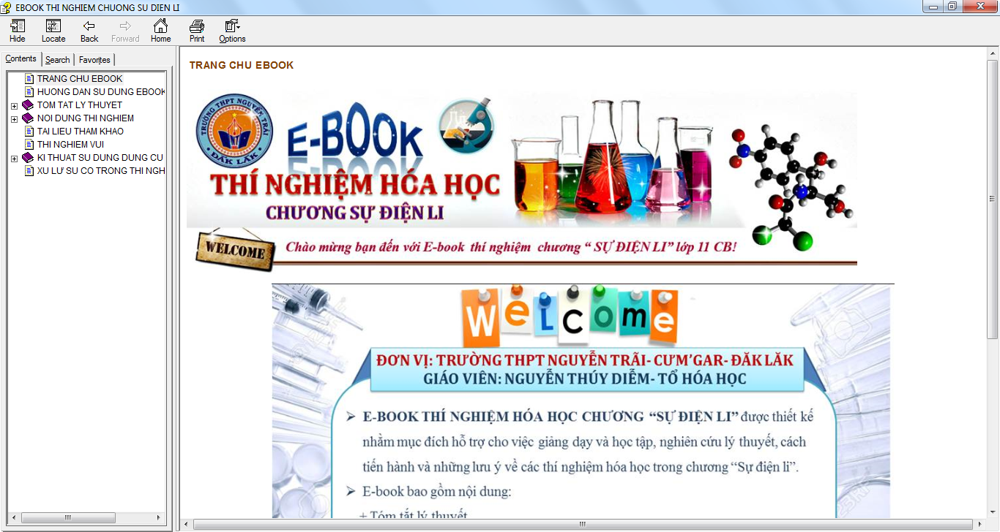 EBOOK THI NGHIEM CHUONG SU DIEN LI
Hide Locate Back Forward Home Print Options
Contents Search Favorites
TRANG CHU EBOOK
HUONG DAN SU DUNG EBOOK
TOM TAT LY THUYET
NOI DUNG THI NGHIEM
TAI LIEU THAM KHAO
THI NGHIEM VUI
KI THUAT SU DUNG DUNG CU
XU LƯ SU CO TRONG THI NGH
TRANG CHU EBOOK
TRƯỜNG THPT NGUYỄN TRÃI
ĐĂK LĂK
E-BOOK
THÍ NGHIỆM HÓA HỌC
CHƯƠNG SỰ ĐIỆN LI
WELCOME
Chào mừng bạn đến với E-book thí nghiệm chương “ SỰ ĐIỆN LI” lớp 11 CB!
WeLcome
ĐƠN VỊ: TRƯỜNG THPT NGUYỄN TRÃI- CƯ’M’GAR- ĐĂK LĂK
GIÁO VIÊN: NGUYỄN THÚY DIỄM- TỔ HÓA HỌC
➢ E-BOOK THÍ NGHIỆM HÓA HỌC CHƯƠNG “SỰ ĐIỆN LI” được thiết kế
nhằm mục đích hỗ trợ cho việc giảng dạy và học tập, nghiên cứu lý thuyết, cách
tiến hành và những lưu ý về các thí nghiệm hóa học trong chương “Sự điện li”.
➢ E-book bao gồm nội dung:
+ Tóm tắt lý thuyết